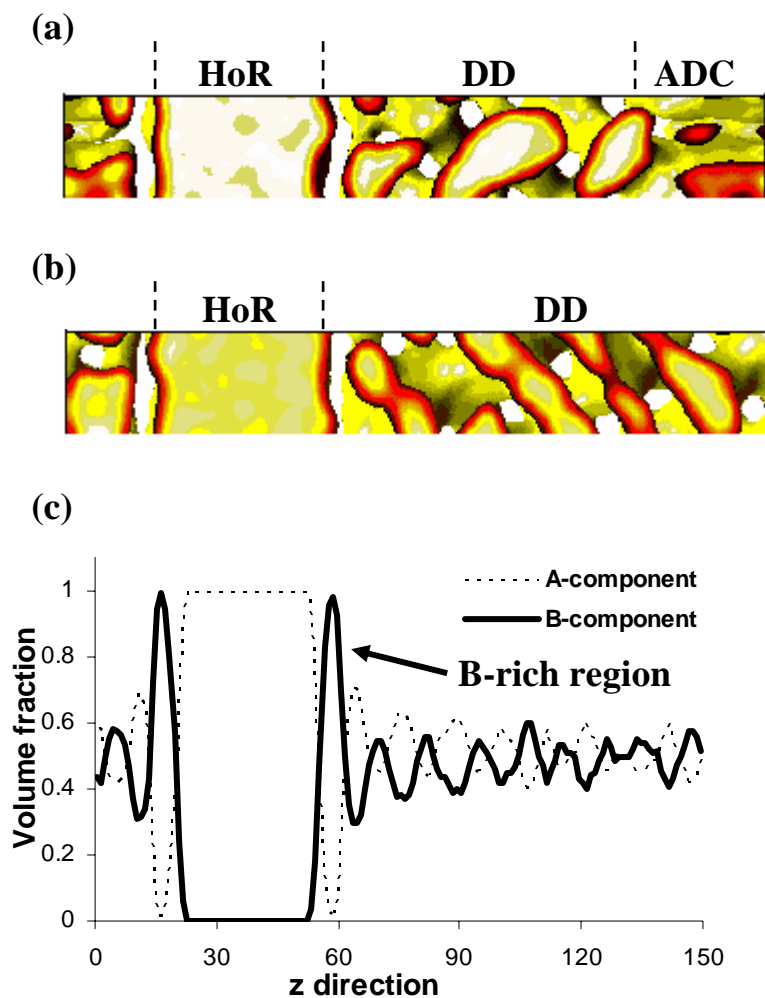 (a)
HoR DD ADC
(b)
HoR DD
(c)
1
0.8
0.6
0.4
0.2
0
Volume fraction
A-component
B-component
B-rich region
0 30 60 90 120 150
z direction